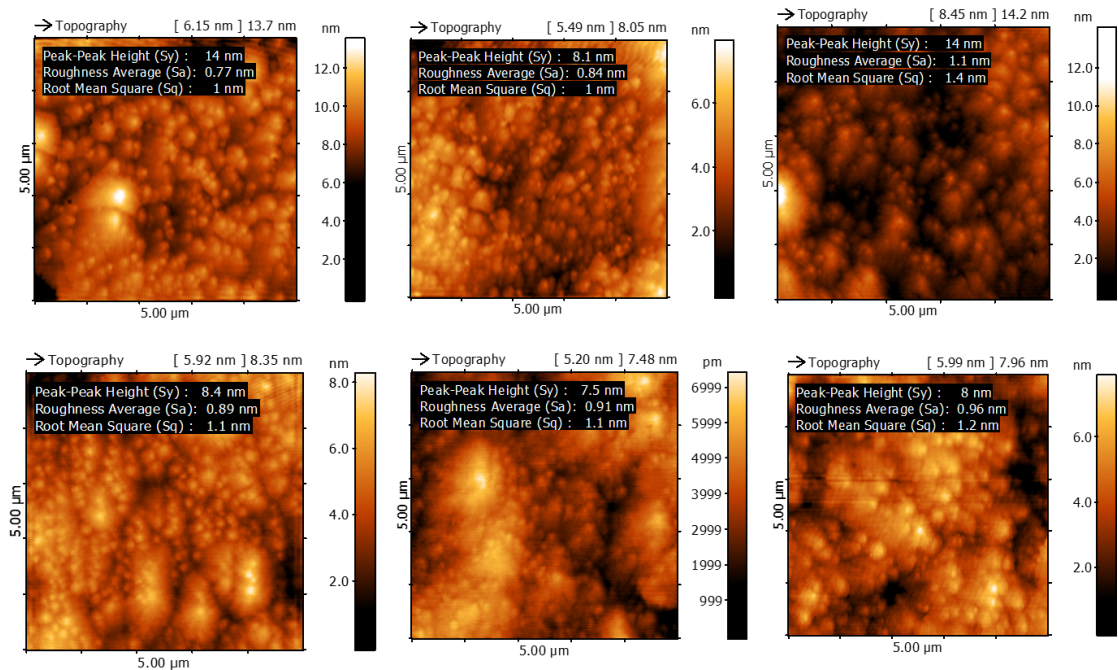 Topography [ 6.15 nm ] 13.7 nm nm
Peak-Peak Height (Sy) : 14 nm
Roughness Average (Sa): 0.77 nm
Root Mean Square (Sq) : 1 nm
12.0
10.0
8.0
6.0
4.0
2.0
5.00 µm
5.00 µm
Topography [ 5.49 nm ] 8.05 nm nm
Peak-Peak Height (Sy) : 8.1 nm
Roughness Average (Sa): 0.84 nm
Root Mean Square (Sq) : 1 nm
6.0
4.0
2.0
5.00 µm
5.00 µm
Topography [ 8.45 nm ] 14.2 nm nm
Peak-Peak Height (Sy) : 14 nm
Roughness Average (Sa): 1.1 nm
Root Mean Square (Sq) : 1.4 nm
12.0
10.0
8.0
6.0
4.0
2.0
5.00 µm
5.00 µm
Topography [ 5.92 nm ] 8.35 nm nm
Peak-Peak Height (Sy) : 8.4 nm
Roughness Average (Sa): 0.89 nm
Root Mean Square (Sq) : 1.1 nm
8.0
6.0
4.0
2.0
5.00 µm
5.00 µm
Topography [ 5.20 nm ] 7.48 nm pm
Peak-Peak Height (Sy) : 7.5 nm
Roughness Average (Sa): 0.91 nm
Root Mean Square (Sq) : 1.1 nm
6999
5999
4999
3999
2999
1999
999
5.00 µm
5.00 µm
Topography [ 5.99 nm ] 7.96 nm nm
Peak-Peak Height (Sy) : 8 nm
Roughness Average (Sa): 0.96 nm
Root Mean Square (Sq) : 1.2 nm
6.0
4.0
2.0
5.00 µm
5.00 µm